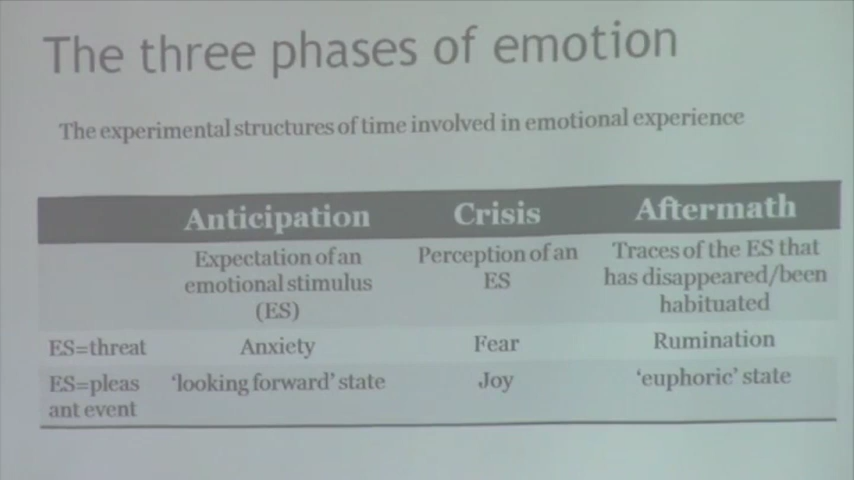 The three phases of emotion
The experimental structures of time involved in emotional experience
Anticipation Crisis Aftermath
Expectation of an Perception of an Traces of the ES that
emotional stimulus ES has disappeared/been
(ES) habituated
ES=threat Anxiety Fear Rumination
ES=pleas 'looking forward' state Joy 'euphoric' state
ant event